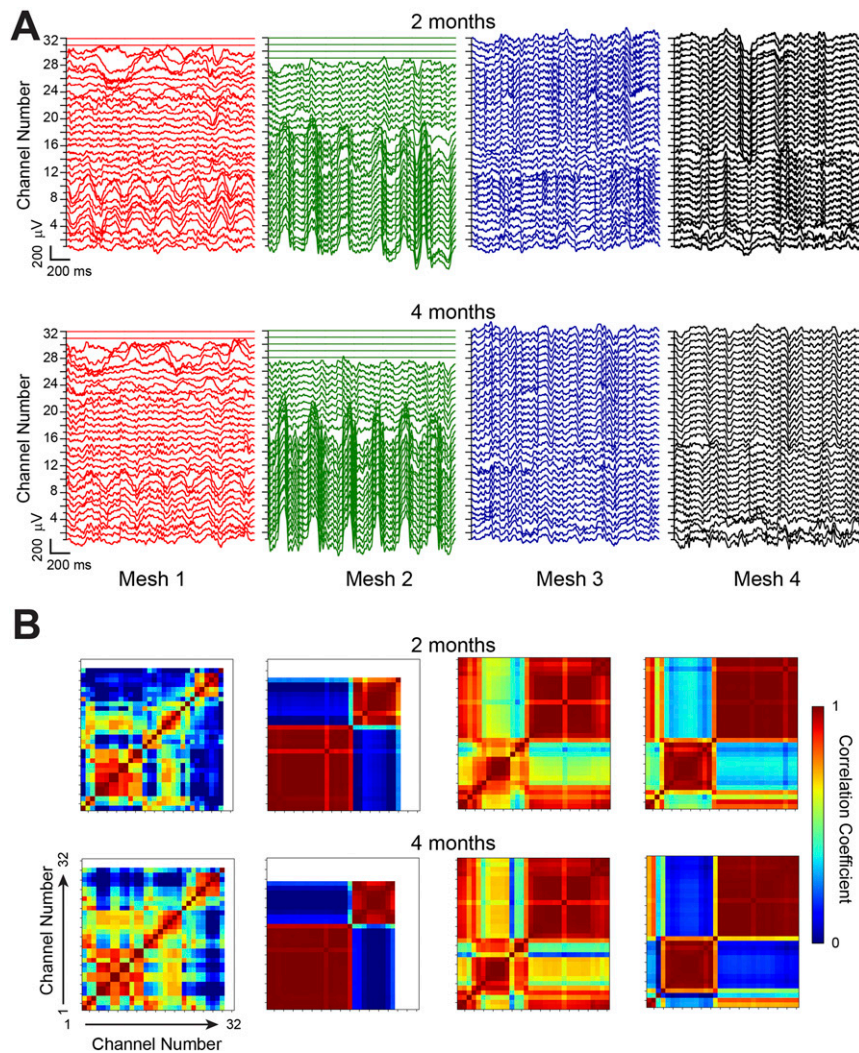 A
2 months
32
28
24
20
16
12
8
4
Channel Number
200 µV
200 ms
4 months
32
28
24
20
16
12
8
4
Channel Number
200 µV
200 ms
Mesh 1 Mesh 2 Mesh 3 Mesh 4
B
2 months
1
Correlation Coefficient
0
4 months
32
Channel Number
1
1 32
Channel Number